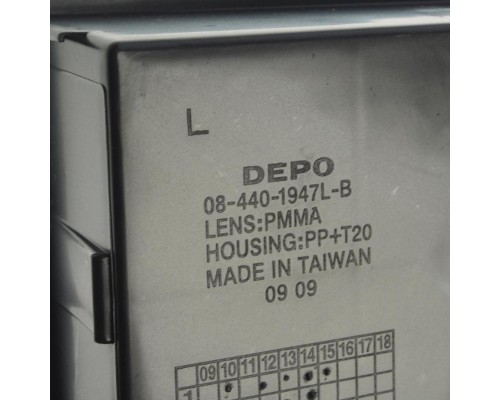 L
DEPO
08-440-1947L-B
LENS:PMMA
HOUSING:PP+T20
MADE IN TAIWAN
09 09
09 10 11 12 13 14 15 16 17 18
1